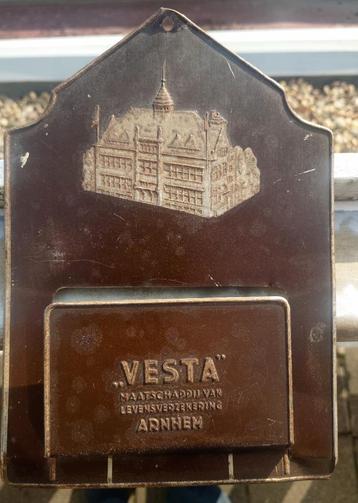 „VESTA"
MAATSCHAPPIJ VAN
LEVENSVERZEKERING
ARNHEM